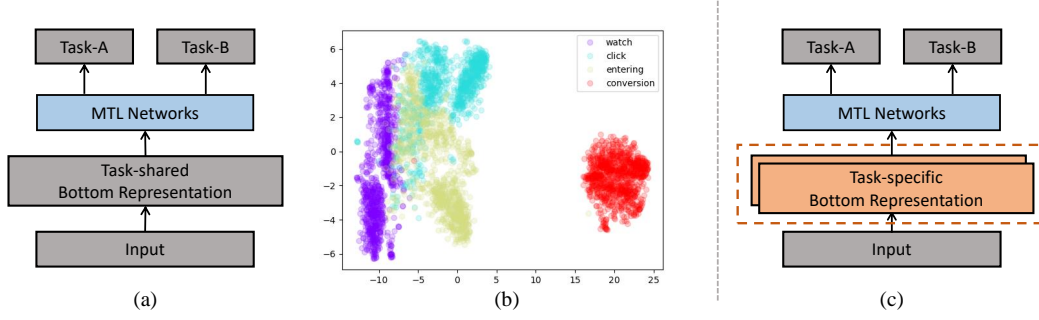 Task-A
Task-B
MTL Networks
Task-shared
Bottom Representation
Input
(a)
6
4
2
0
−2
−4
−6
−10
−5
0
5
10
15
20
25
watch
click
entering
conversion
(b)
Task-A
Task-B
MTL Networks
Task-specific
Bottom Representation
Input
(c)